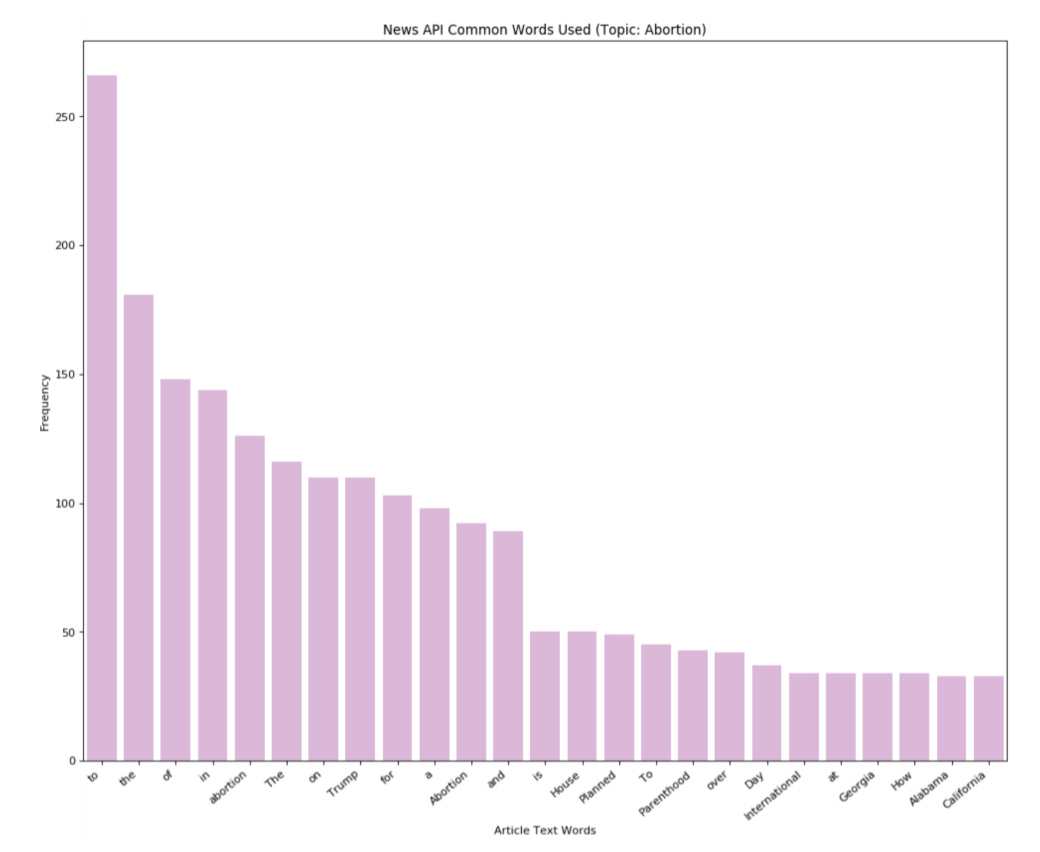 News API Common Words Used (Topic: Abortion)
250
200
150
100
50
0
Frequency
to
the
of
in
abortion
The
on
Trump
for
a
Abortion
and
is
House
Planned
To
Parenthood
over
Day
International
at
Georgia
How
Alabama
California
Article Text Words